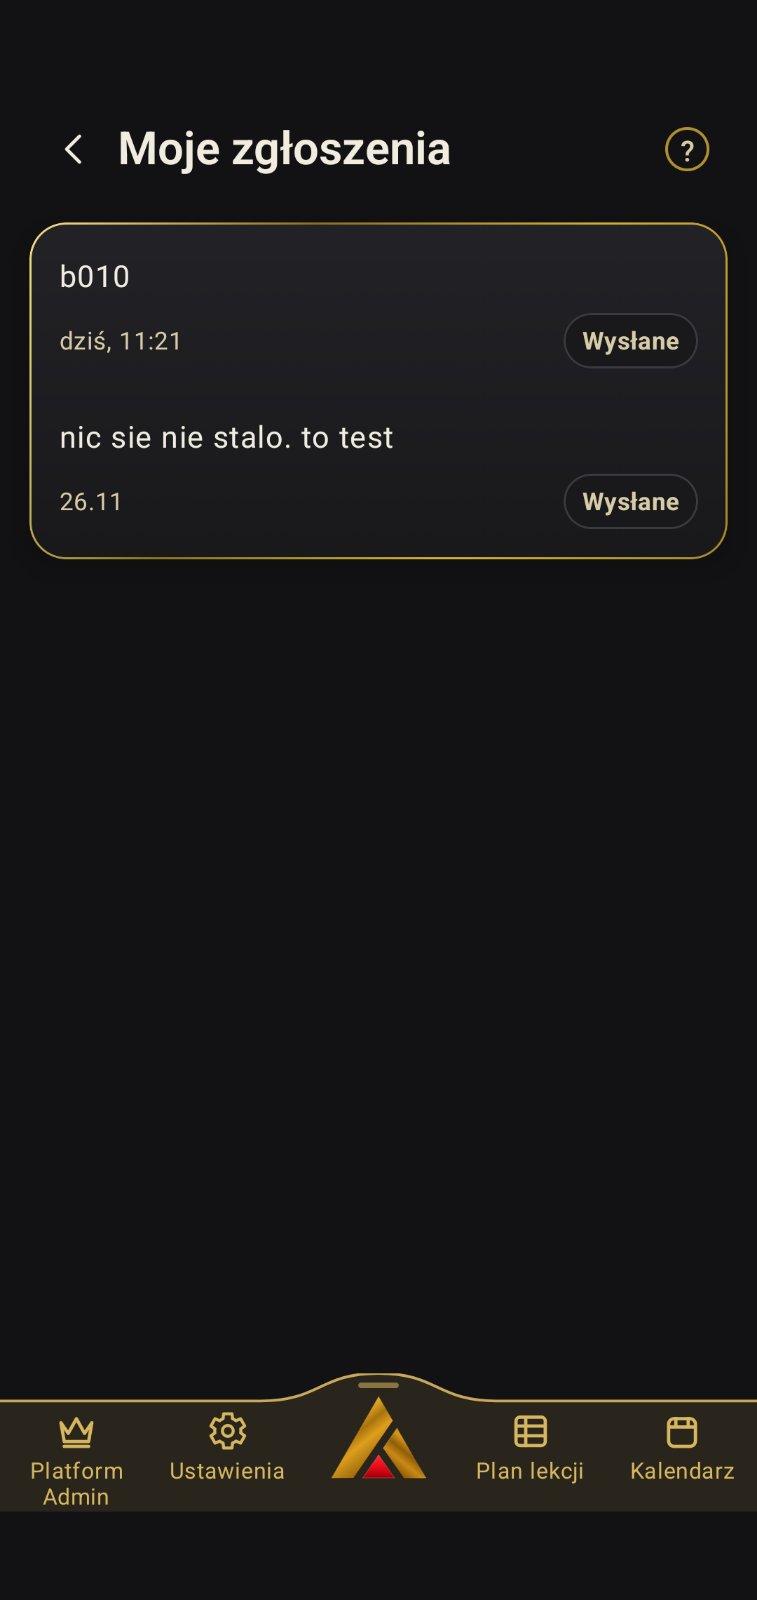 Moje zgłoszenia
?
b010
dziś, 11:21
Wysłane
nic sie nie stalo. to test
26.11
Wysłane
Platform
Admin
Ustawienia
Plan lekcji
Kalendarz